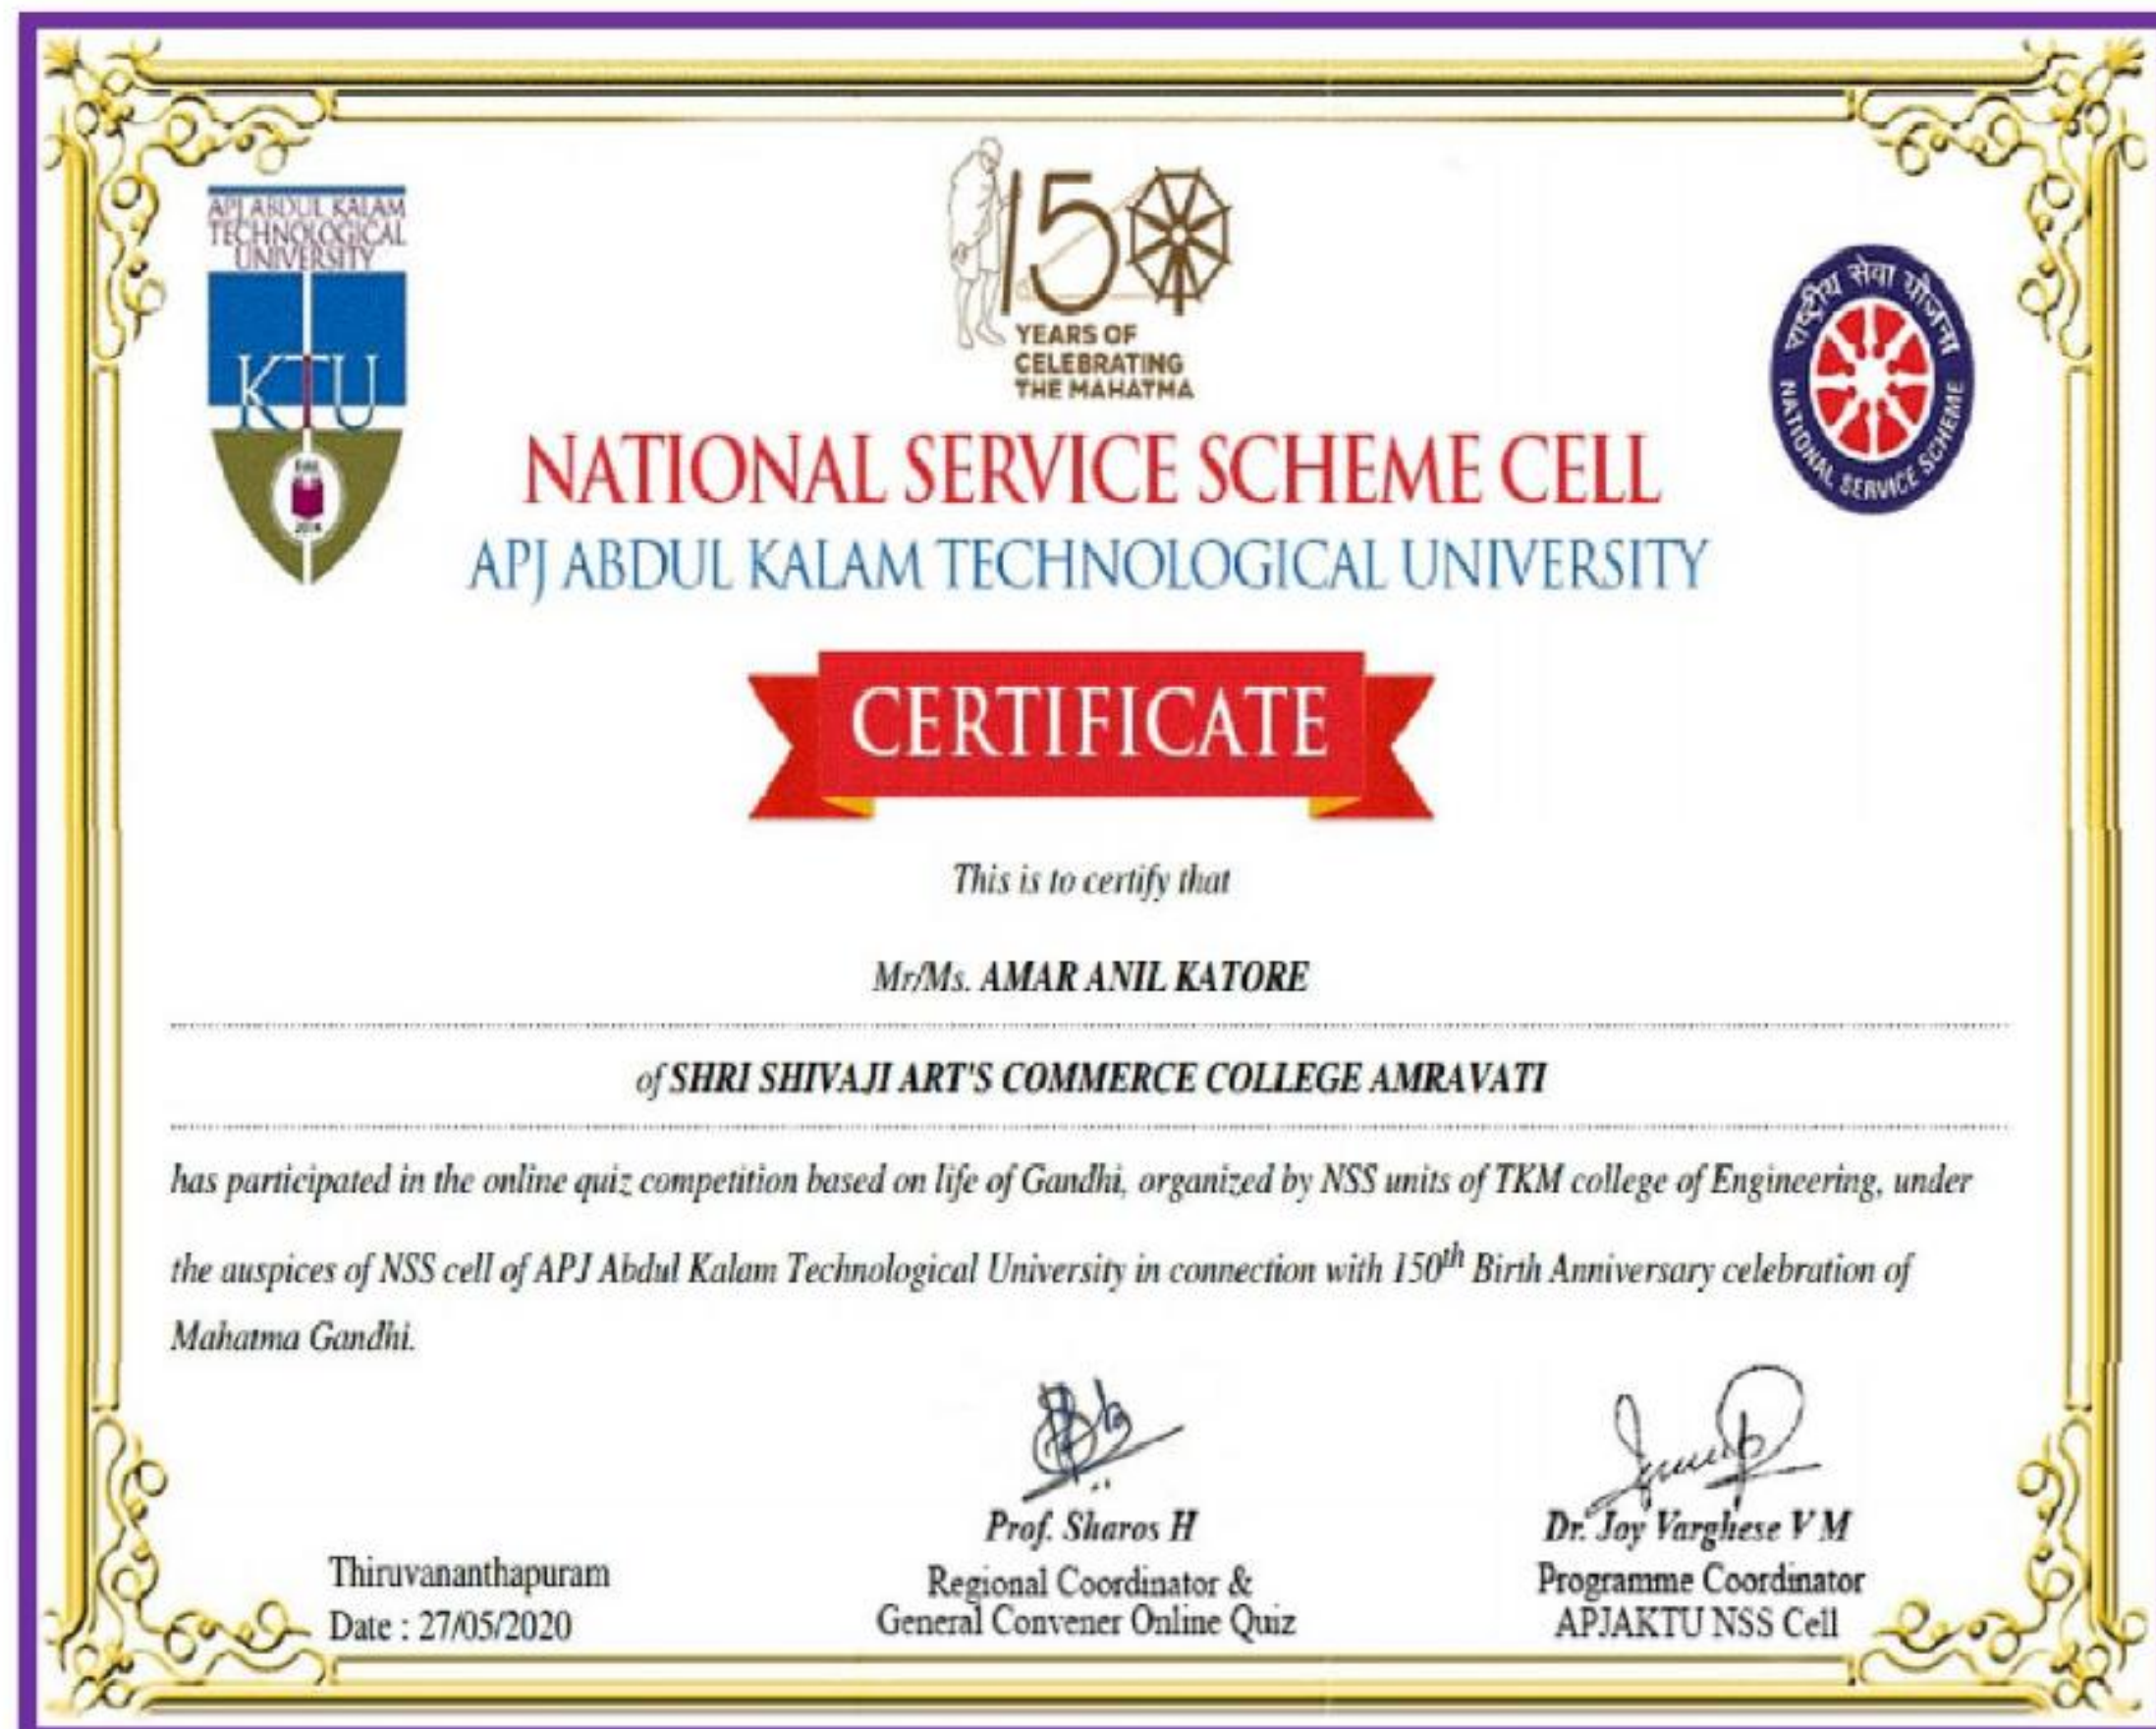 APJ ABDUL KALAM
TECHNOLOGICAL
UNIVERSITY
KTU
2014
150
YEARS OF
CELEBRATING
THE MAHATMA
राष्ट्रीय सेवा योजना
NATIONAL SERVICE SCHEME
NATIONAL SERVICE SCHEME CELL
APJ ABDUL KALAM TECHNOLOGICAL UNIVERSITY
CERTIFICATE
This is to certify that
Mr/Ms. AMAR ANIL KATORE
of SHRI SHIVAJI ART'S COMMERCE COLLEGE AMRAVATI
has participated in the online quiz competition based on life of Gandhi, organized by NSS units of TKM college of Engineering, under
the auspices of NSS cell of APJ Abdul Kalam Technological University in connection with 150th Birth Anniversary celebration of
Mahatma Gandhi.
Prof. Sharos H
Regional Coordinator &
General Convener Online Quiz
Dr. Joy Varghese V M
Programme Coordinator
APJAKTU NSS Cell
Thiruvananthapuram
Date : 27/05/2020